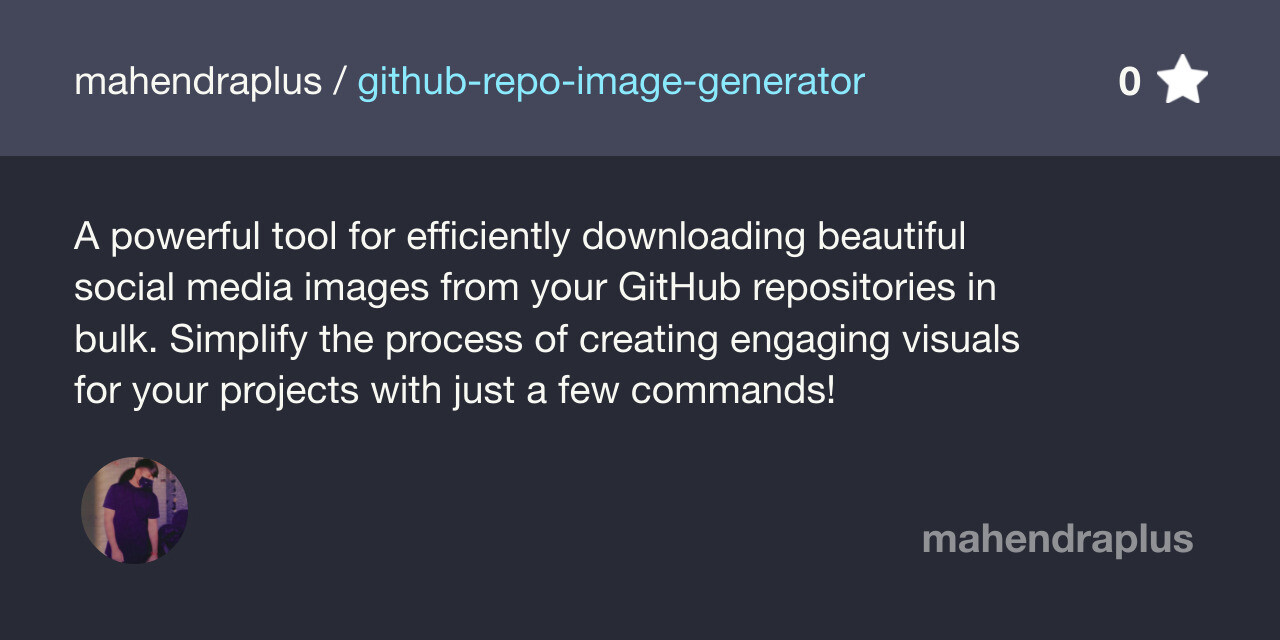 mahendraplus / github-repo-image-generator 0
A powerful tool for efficiently downloading beautiful
social media images from your GitHub repositories in
bulk. Simplify the process of creating engaging visuals
for your projects with just a few commands!
mahendraplus